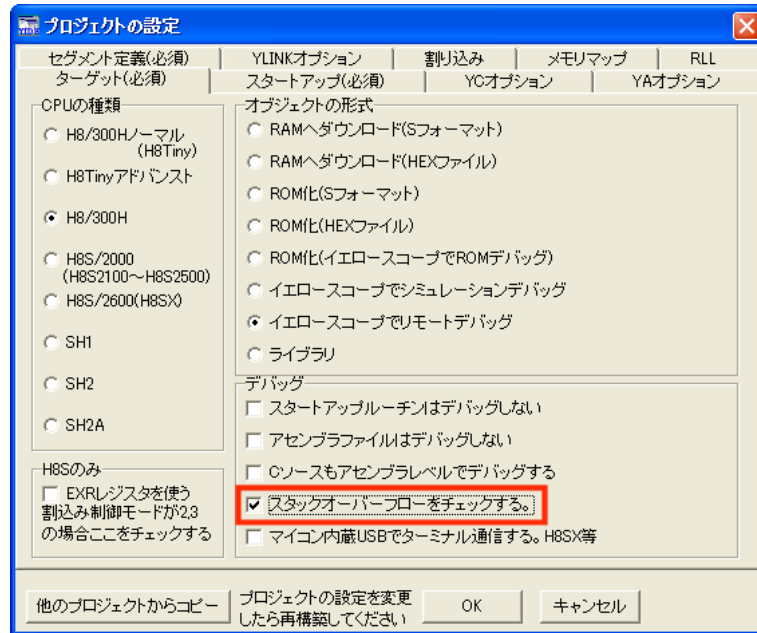 プロジェクトの設定
セグメント定義(必須)
YLINKオプション
割り込み
メモリマップ
RLL
ターゲット(必須)
スタートアップ(必須)
YCオプション
YAオプション
CPUの種類
H8/300Hノーマル
(H8Tiny)
H8Tinyアドバンスト
H8/300H
H8S/2000
(H8S2100～H8S2500)
H8S/2600(H8SX)
SH1
SH2
SH2A
H8Sのみ
EXRレジスタを使う
割込み制御モードが2,3
の場合ここをチェックする
オブジェクトの形式
RAMへダウンロード(Sフォーマット)
RAMへダウンロード(HEXファイル)
ROM化(Sフォーマット)
ROM化(HEXファイル)
ROM化(イエロースコープでROMデバッグ)
イエロースコープでシミュレーションデバッグ
イエロースコープでリモートデバッグ
ライブラリ
デバッグ
スタートアップルーチンはデバッグしない
アセンブラファイルはデバッグしない
Cソースもアセンブラレベルでデバッグする
スタックオーバーフローをチェックする。
マイコン内蔵USBでターミナル通信する。H8SX等
他のプロジェクトからコピー
プロジェクトの設定を変更
したら再構築してください
OK
キャンセル